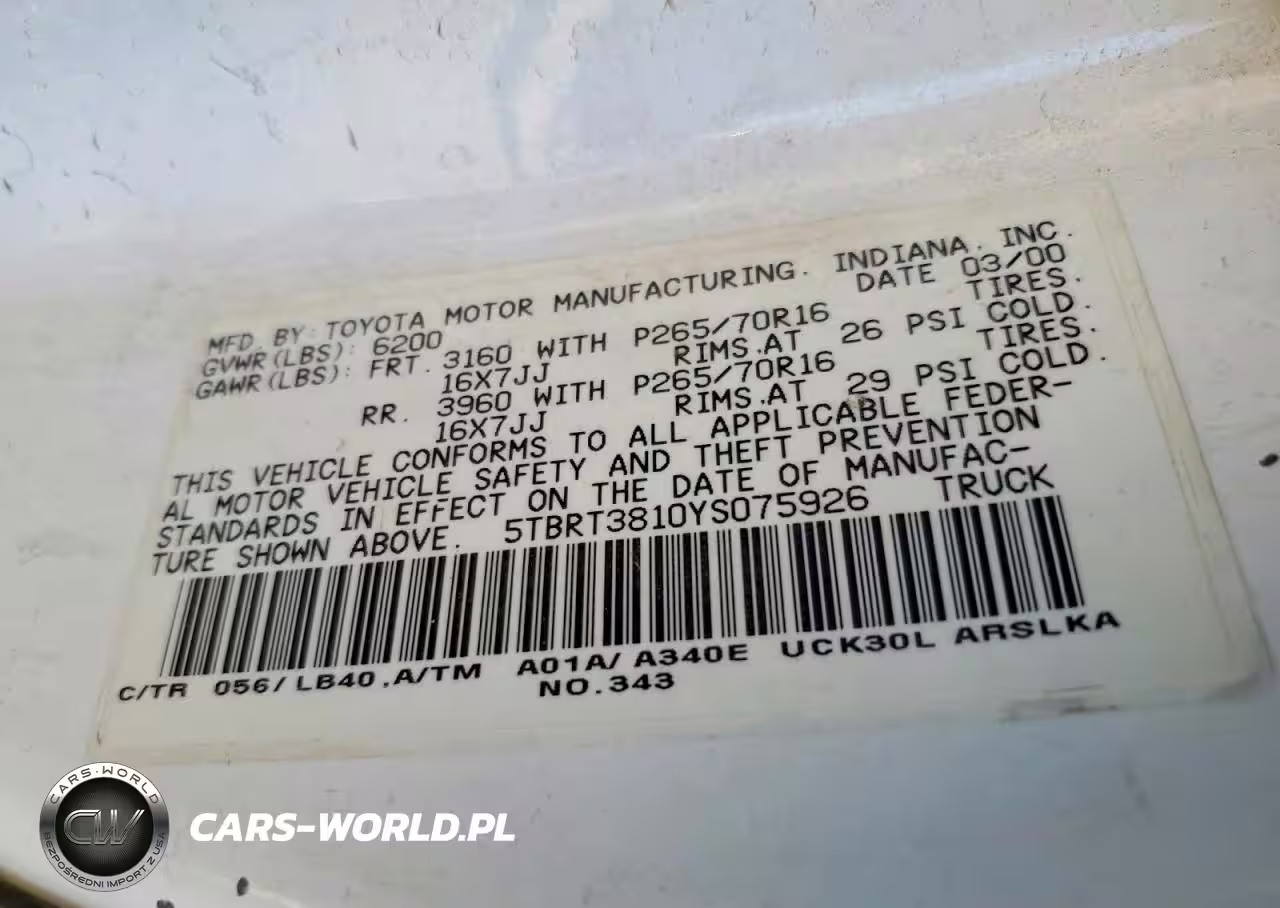 MFD. BY: TOYOTA MOTOR MANUFACTURING. INDIANA. INC.
GVWR(LBS): 6200 DATE 03/00
GAWR(LBS): FRT. 3160 WITH P265/70R16 TIRES.
16X7JJ RIMS.AT 26 PSI COLD.
RR. 3960 WITH P265/70R16 TIRES.
16X7JJ RIMS.AT 29 PSI COLD.
THIS VEHICLE CONFORMS TO ALL APPLICABLE FEDER-
AL MOTOR VEHICLE SAFETY AND THEFT PREVENTION
STANDARDS IN EFFECT ON THE DATE OF MANUFAC-
TURE SHOWN ABOVE. 5TBRT3810YS075926 TRUCK
C/TR 056/LB40.A/TM A01A/A340E UCK30L ARSLKA
NO.343
CARS-WORLD
CW
BEZPOŚREDNI IMPORT Z USA
CARS-WORLD.PL